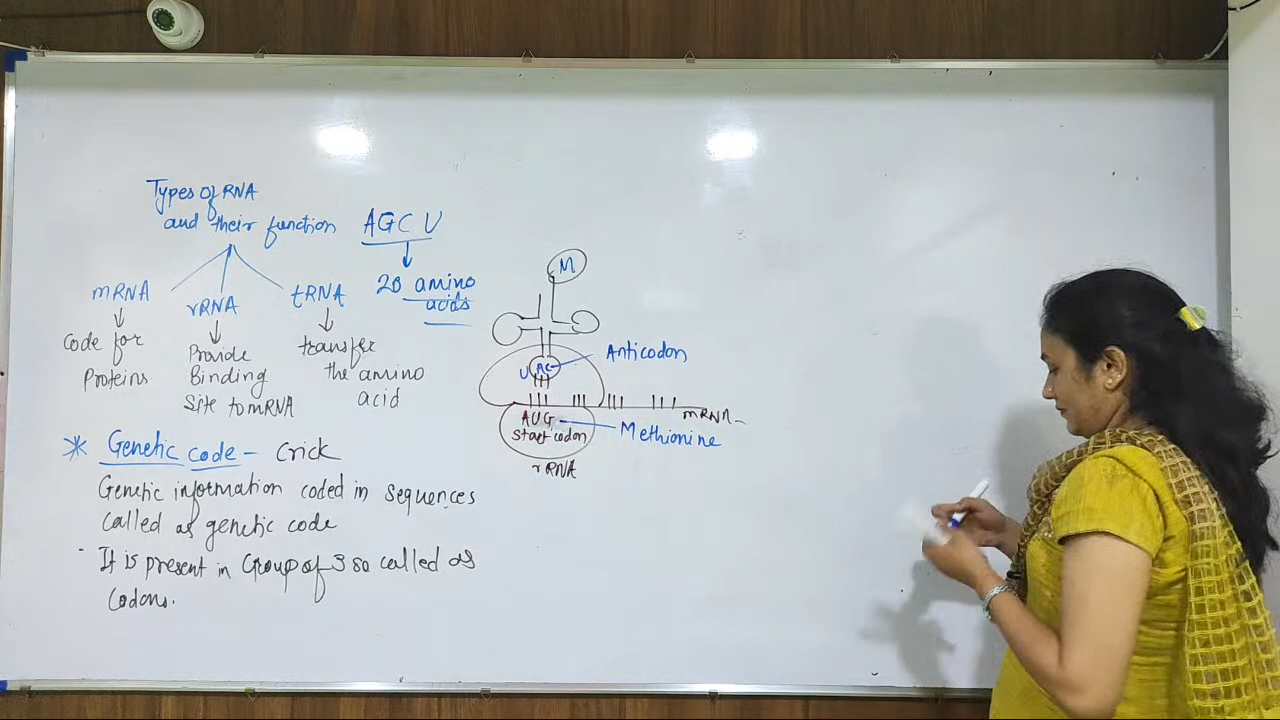 Types of RNA
and their function
AGC U
mRNA
rRNA
tRNA
20 amino
acids
Code for
Proteins
Provide
Binding
Site to mRNA
transfer
the amino
acid
* Genetic code - Crick
Genetic information coded in sequences
called as genetic code
- It is present in Group of 3 so called as
Codons.
M
U AC
Anticodon
mRNA
AUG
Start codon
Methionine
rRNA